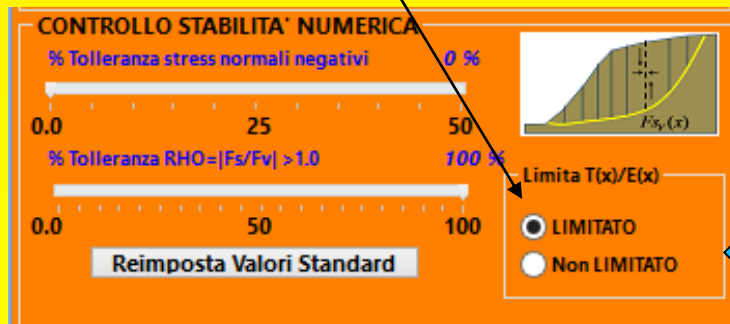 CONTROLLO STABILITA' NUMERICA
% Tolleranza stress normali negativi 0 %
0.0 25 50
Fsᵥ(x)
% Tolleranza RHO=|Fs/Fv| >1.0 100 %
0.0 50 100
Reimposta Valori Standard
Limita T(x)/E(x)
LIMITATO
Non LIMITATO